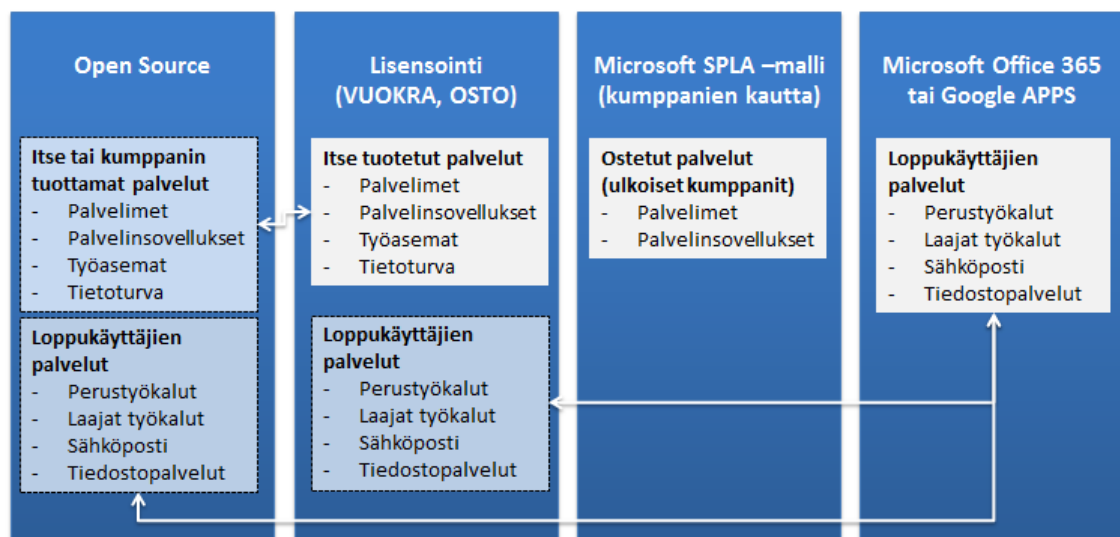 Open Source
Itse tai kumppanin
tuottamat palvelut
- Palvelimet
- Palvelinsovellukset
- Työasemat
- Tietoturva
Loppukäyttäjien
palvelut
- Perustyökalut
- Laajat työkalut
- Sähköposti
- Tiedostopalvelut
Lisensointi
(VUOKRA, OSTO)
Itse tuotetut palvelut
- Palvelimet
- Palvelinsovellukset
- Työasemat
- Tietoturva
Loppukäyttäjien
palvelut
- Perustyökalut
- Laajat työkalut
- Sähköposti
- Tiedostopalvelut
Microsoft SPLA –malli
(kumppanien kautta)
Ostetut palvelut
(ulkoiset kumppanit)
- Palvelimet
- Palvelinsovellukset
Microsoft Office 365
tai Google APPS
Loppukäyttäjien
palvelut
- Perustyökalut
- Laajat työkalut
- Sähköposti
- Tiedostopalvelut